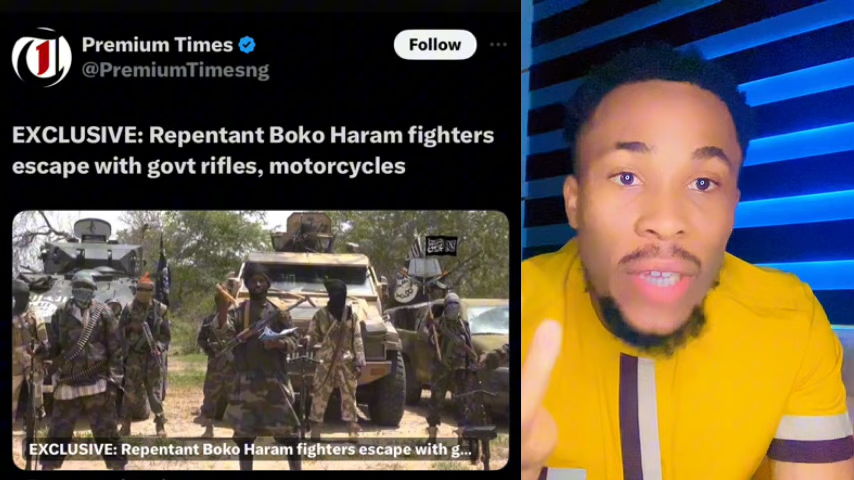 Premium Times
Follow
@PremiumTimesng
EXCLUSIVE: Repentant Boko Haram fighters
escape with govt rifles, motorcycles
EXCLUSIVE: Repentant Boko Haram fighters escape with g...